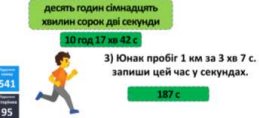 десять годин сімнадцять
хвилин сорок дві секунди
10 год 17 хв 42 с
3) Юнак пробіг 1 км за 3 хв 7 с.
запиши цей час у секундах.
187 с
541
95